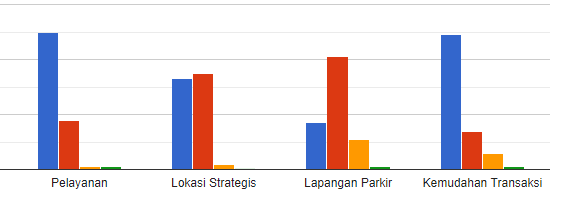 Pelayanan
Lokasi Strategis
Lapangan Parkir
Kemudahan Transaksi